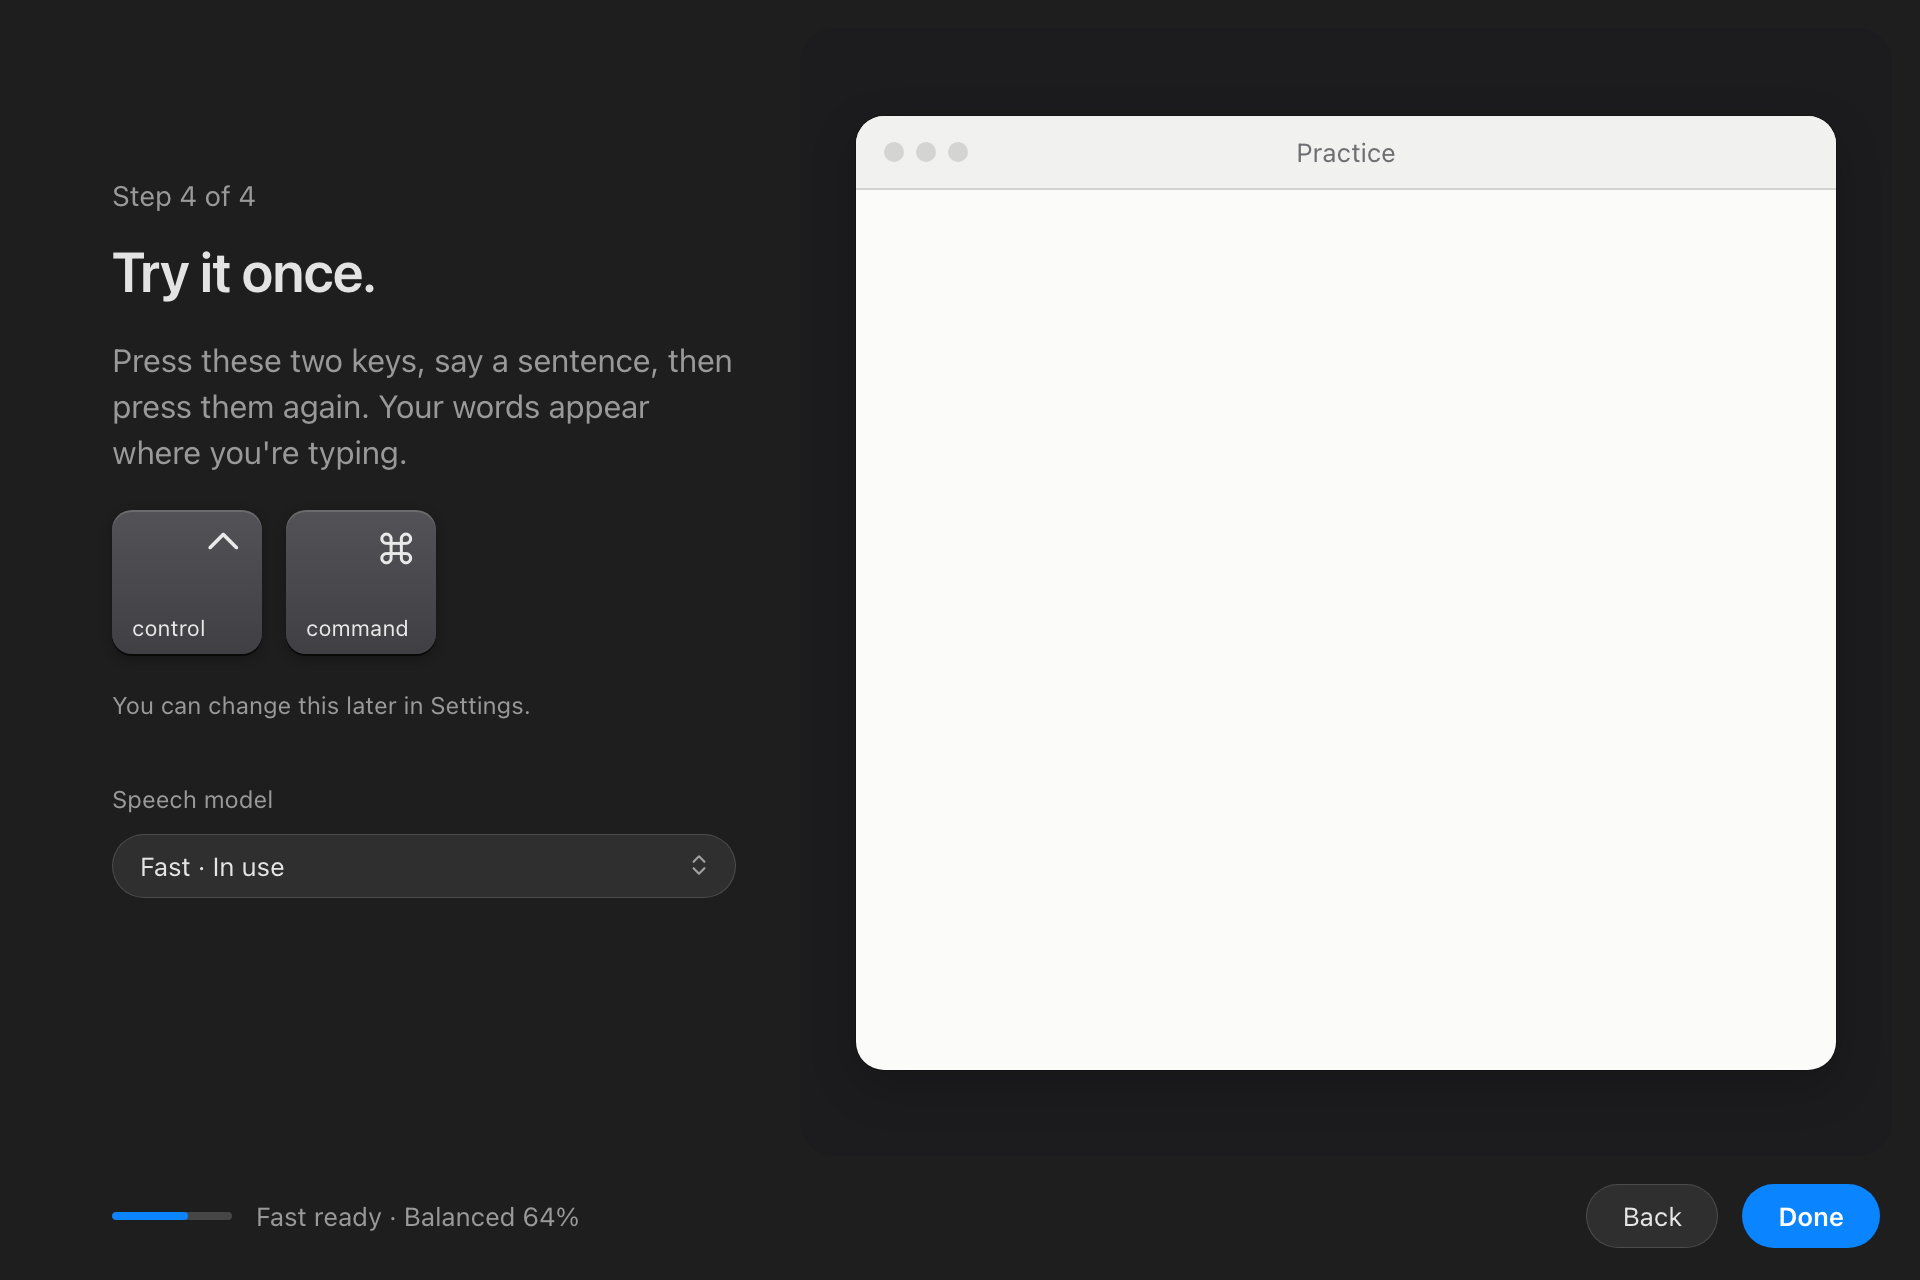 Step 4 of 4
Try it once.
Press these two keys, say a sentence, then
press them again. Your words appear
where you're typing.
⌃ ⌘
control command
You can change this later in Settings.
Speech model
Fast · In use
Practice
Fast ready · Balanced 64%
Back Done